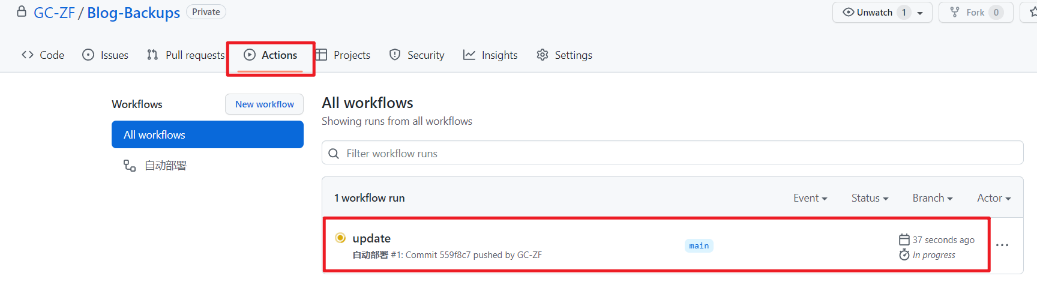 GC-ZF / Blog-Backups Private
Unwatch 1 Fork 0
Code Issues Pull requests Actions Projects Security Insights Settings
Workflows New workflow
All workflows
自动部署
All workflows
Showing runs from all workflows
Filter workflow runs
1 workflow run Event Status Branch Actor
update
自动部署 #1: Commit 559f8c7 pushed by GC-ZF
main
37 seconds ago
In progress